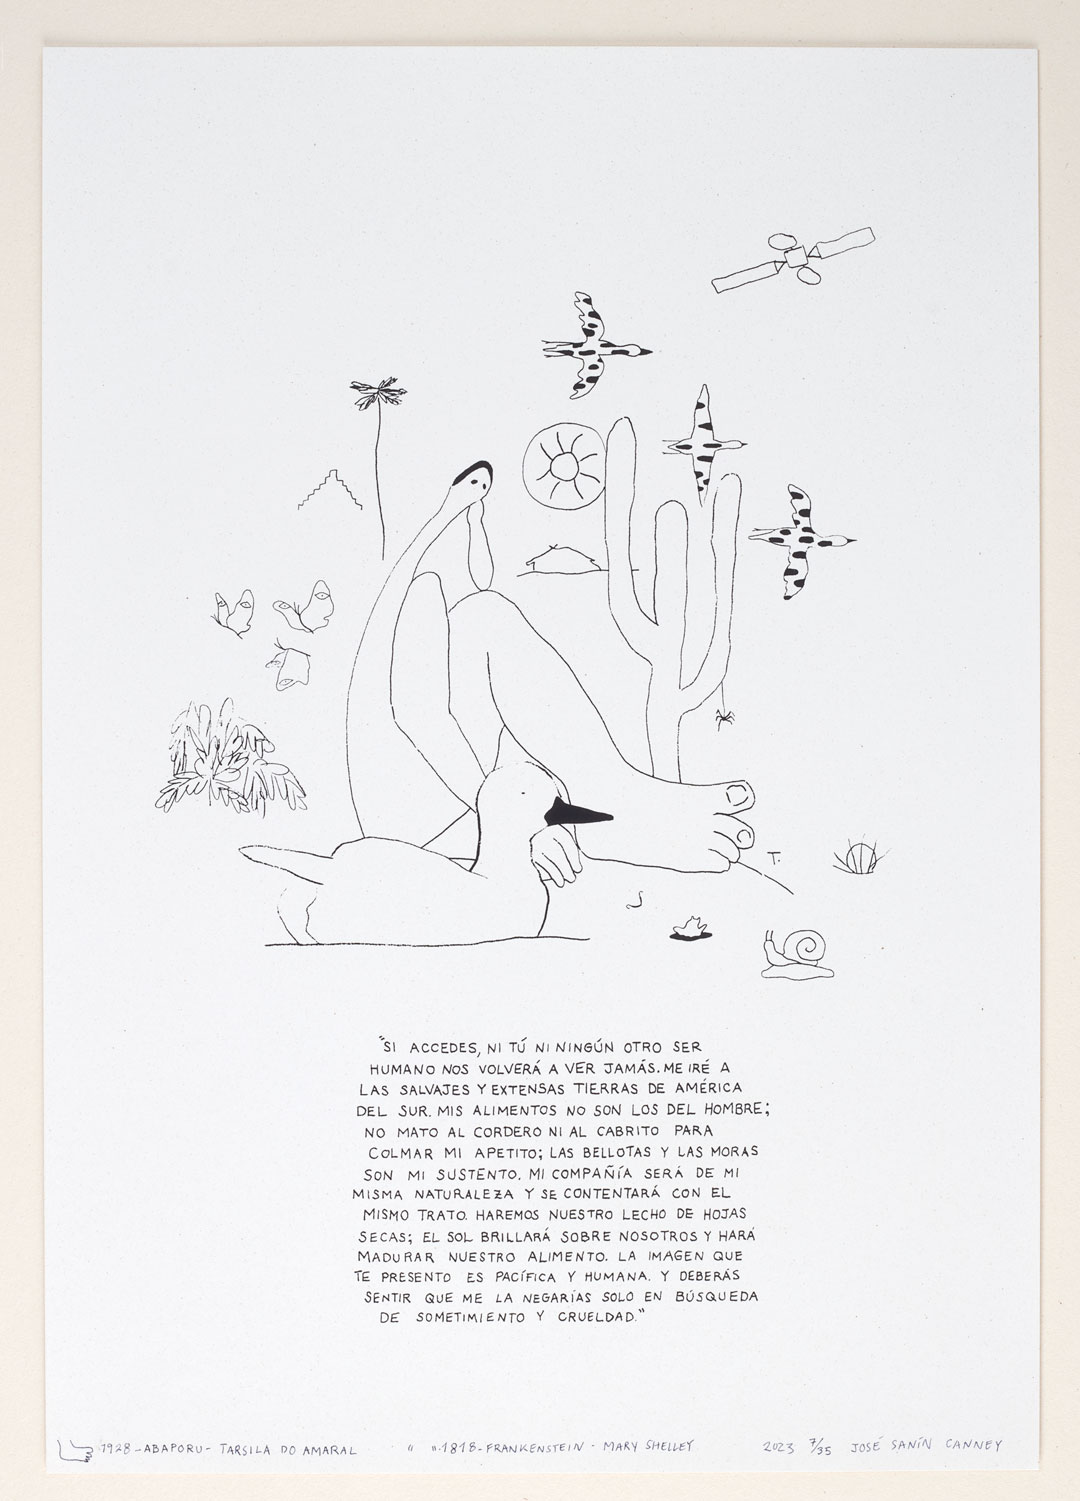 T.
"SI ACCEDES, NI TÚ NI NINGÚN OTRO SER
HUMANO NOS VOLVERÁ A VER JAMÁS. ME IRÉ A
LAS SALVAJES Y EXTENSAS TIERRAS DE AMÉRICA
DEL SUR. MIS ALIMENTOS NO SON LOS DEL HOMBRE;
NO MATO AL CORDERO NI AL CABRITO PARA
COLMAR MI APETITO; LAS BELLOTAS Y LAS MORAS
SON MI SUSTENTO. MI COMPAÑÍA SERÁ DE MI
MISMA NATURALEZA Y SE CONTENTARÁ CON EL
MISMO TRATO. HAREMOS NUESTRO LECHO DE HOJAS
SECAS; EL SOL BRILLARÁ SOBRE NOSOTROS Y HARÁ
MADURAR NUESTRO ALIMENTO. LA IMAGEN QUE
TE PRESENTO ES PACÍFICA Y HUMANA. Y DEBERÁS
SENTIR QUE ME LA NEGARÍAS SOLO EN BÚSQUEDA
DE SOMETIMIENTO Y CRUELDAD."
1928 - ABAPORU - TARSILA DO AMARAL " ". 1818 - FRANKENSTEIN - MARY SHELLEY 2023 7/35 JOSÉ SANÍN CANNEY